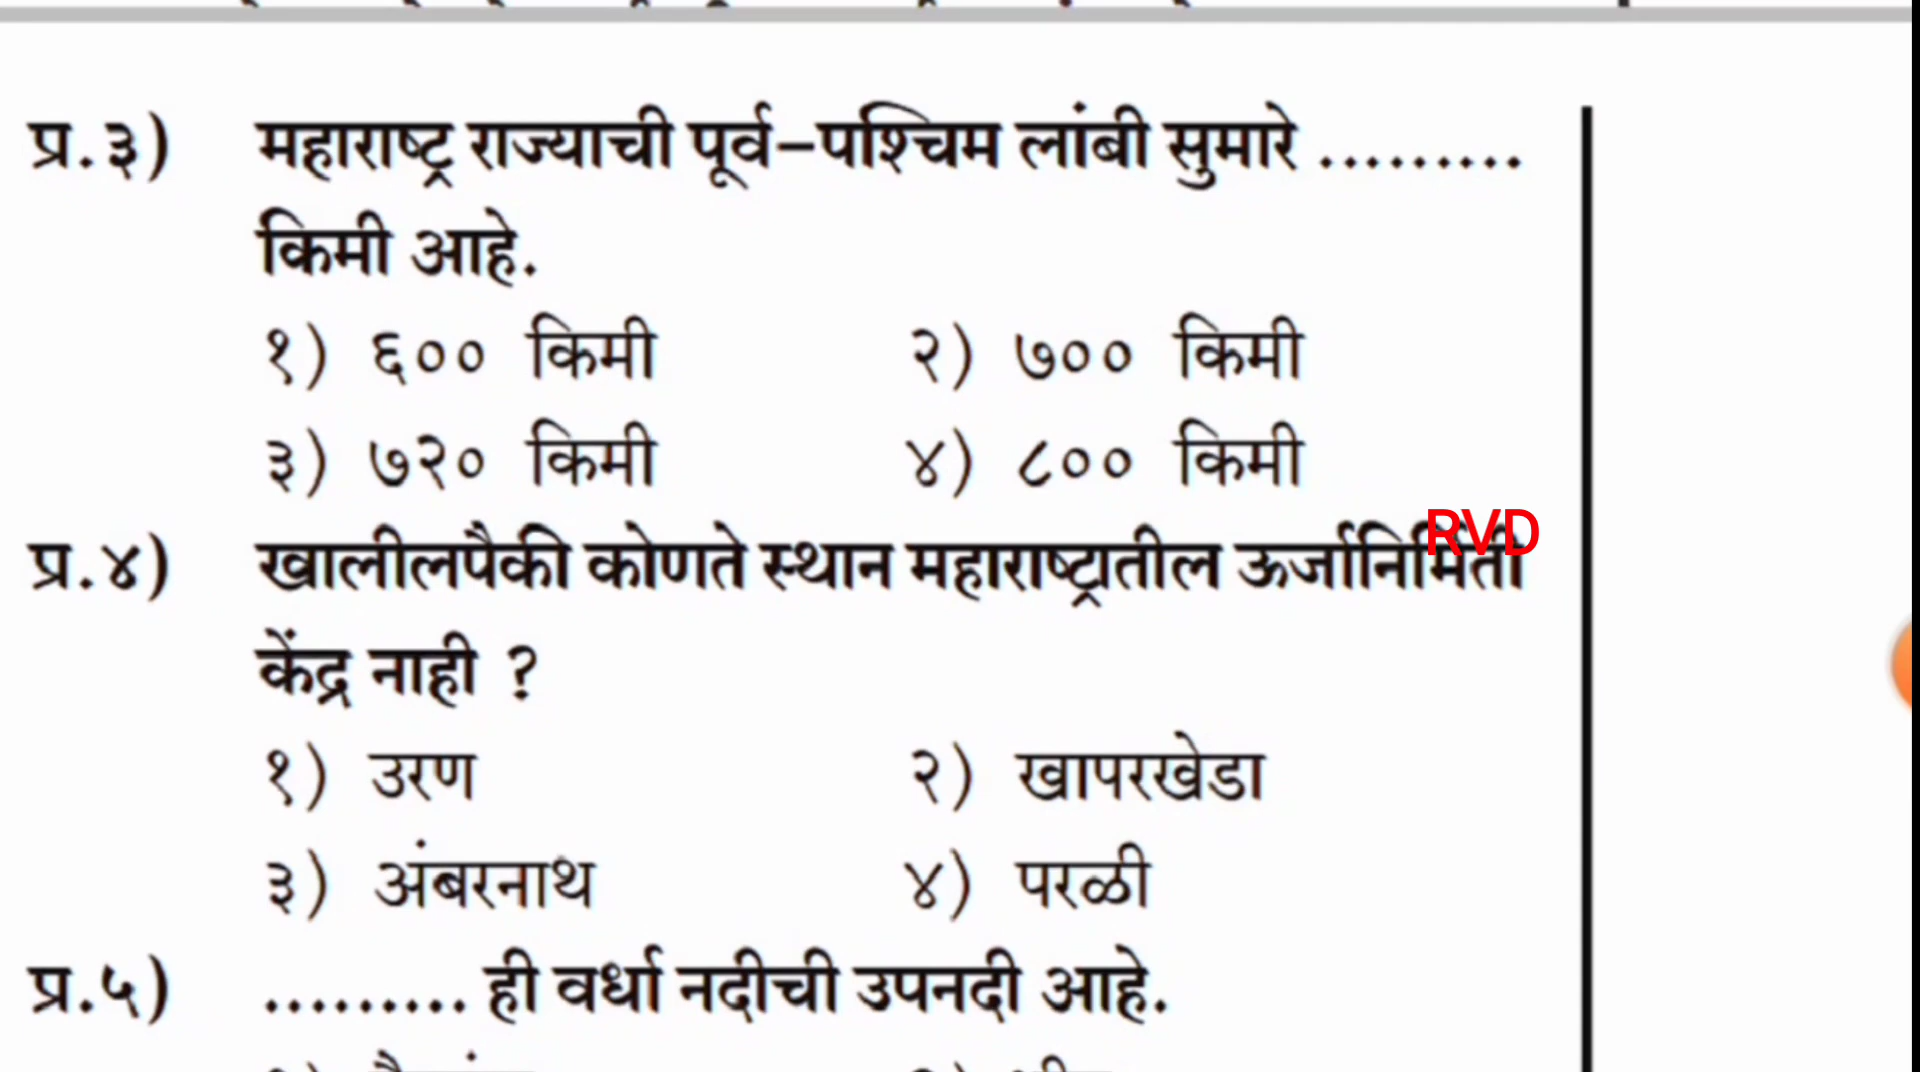 प्र.३) महाराष्ट्र राज्याची पूर्व–पश्चिम लांबी सुमारे .........
किमी आहे.
१) ६०० किमी २) ७०० किमी
३) ७२० किमी ४) ८०० किमी
RVD
प्र.४) खालीलपैकी कोणते स्थान महाराष्ट्रातील ऊर्जानिर्मिती
केंद्र नाही ?
१) उरण २) खापरखेडा
३) अंबरनाथ ४) परळी
प्र.५) ......... ही वर्धा नदीची उपनदी आहे.